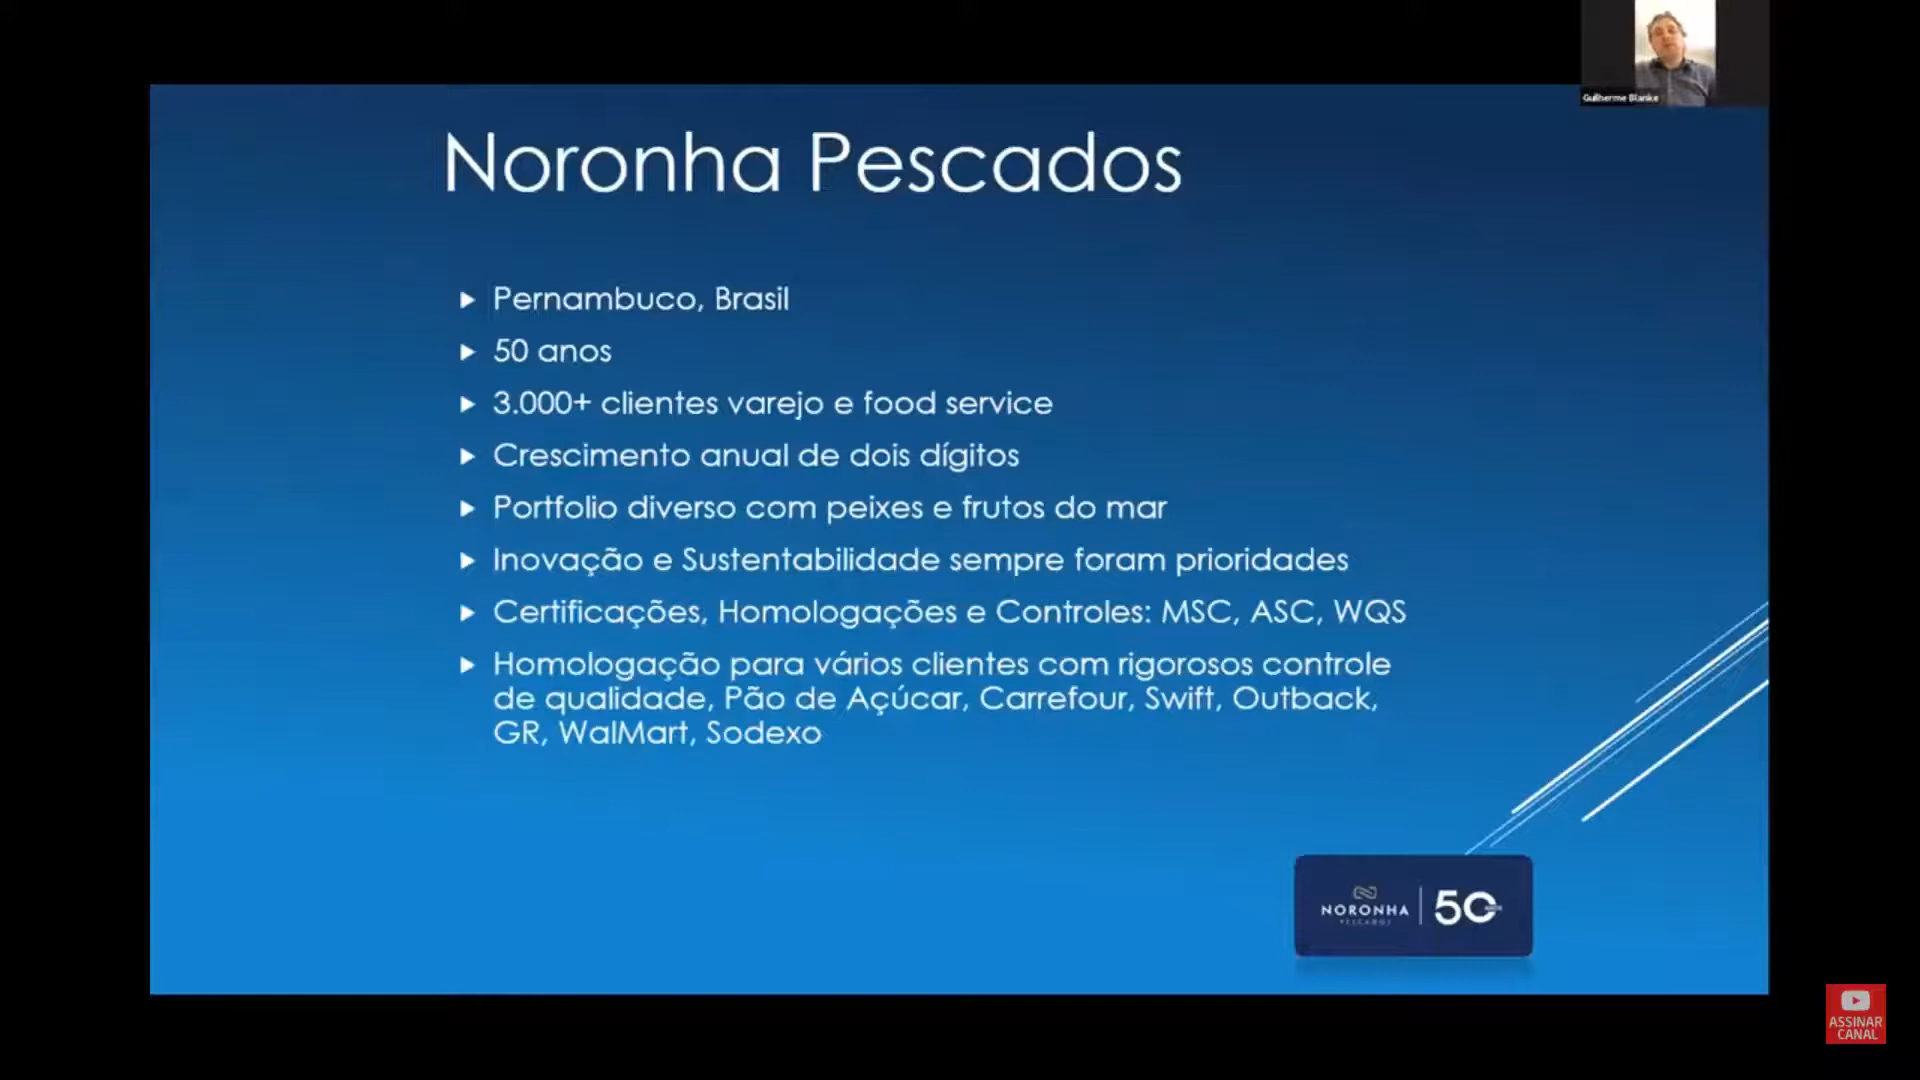 Guilherme Blanke
Noronha Pescados
Pernambuco, Brasil
50 anos
3.000+ clientes varejo e food service
Crescimento anual de dois dígitos
Portfolio diverso com peixes e frutos do mar
Inovação e Sustentabilidade sempre foram prioridades
Certificações, Homologações e Controles: MSC, ASC, WQS
Homologação para vários clientes com rigorosos controle
de qualidade, Pão de Açúcar, Carrefour, Swift, Outback,
GR, WalMart, Sodexo
NORONHA
PESCADOS
50
ASSINAR
CANAL